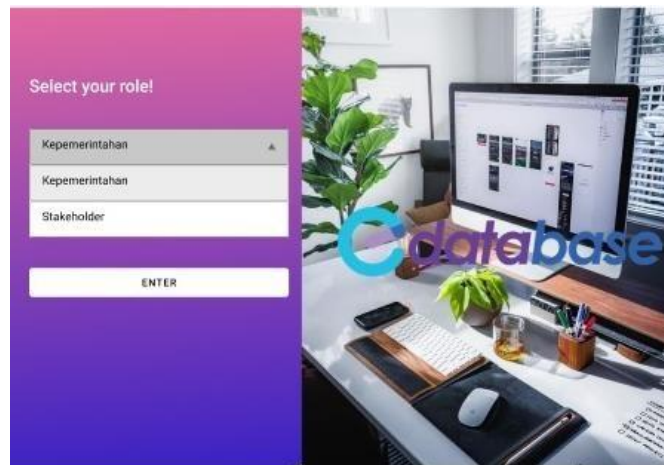 Select your role!
Kepemerintahan
Kepemerintahan
Stakeholder
ENTER
database